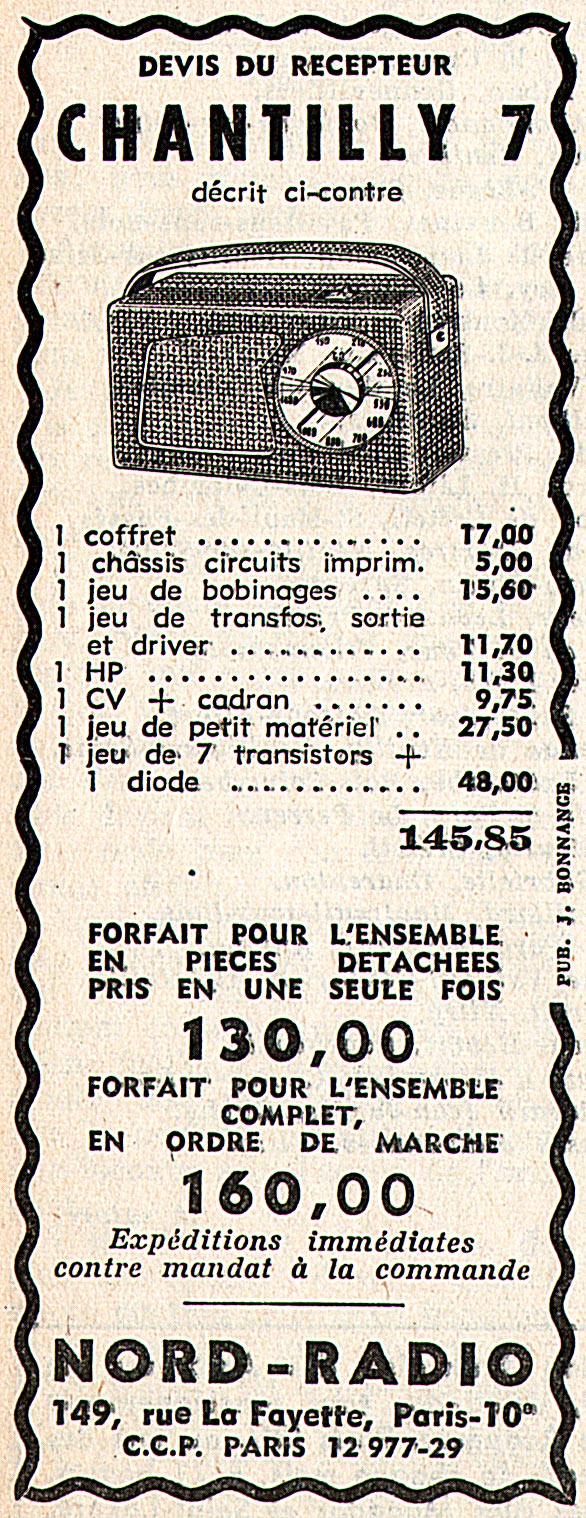 DEVIS DU RECEPTEUR
CHANTILLY 7
décrit ci-contre
1 coffret .............. 17,00
1 châssis circuits imprim. 5,00
1 jeu de bobinages .... 15,60
1 jeu de transfos, sortie
et driver ............ 11,70
1 HP ................. 11,30
1 CV + cadran ....... 9,75
1 jeu de petit matériel .. 27,50
1 jeu de 7 transistors +
1 diode ............ 48,00
145,85
PUB. J. BONNANGE
FORFAIT POUR L'ENSEMBLE
EN PIECES DETACHEES
PRIS EN UNE SEULE FOIS
130,00
FORFAIT POUR L'ENSEMBLE
COMPLET,
EN ORDRE DE MARCHE
160,00
Expéditions immédiates
contre mandat à la commande
NORD-RADIO
149, rue La Fayette, Paris-10e
C.C.P. PARIS 12 977-29